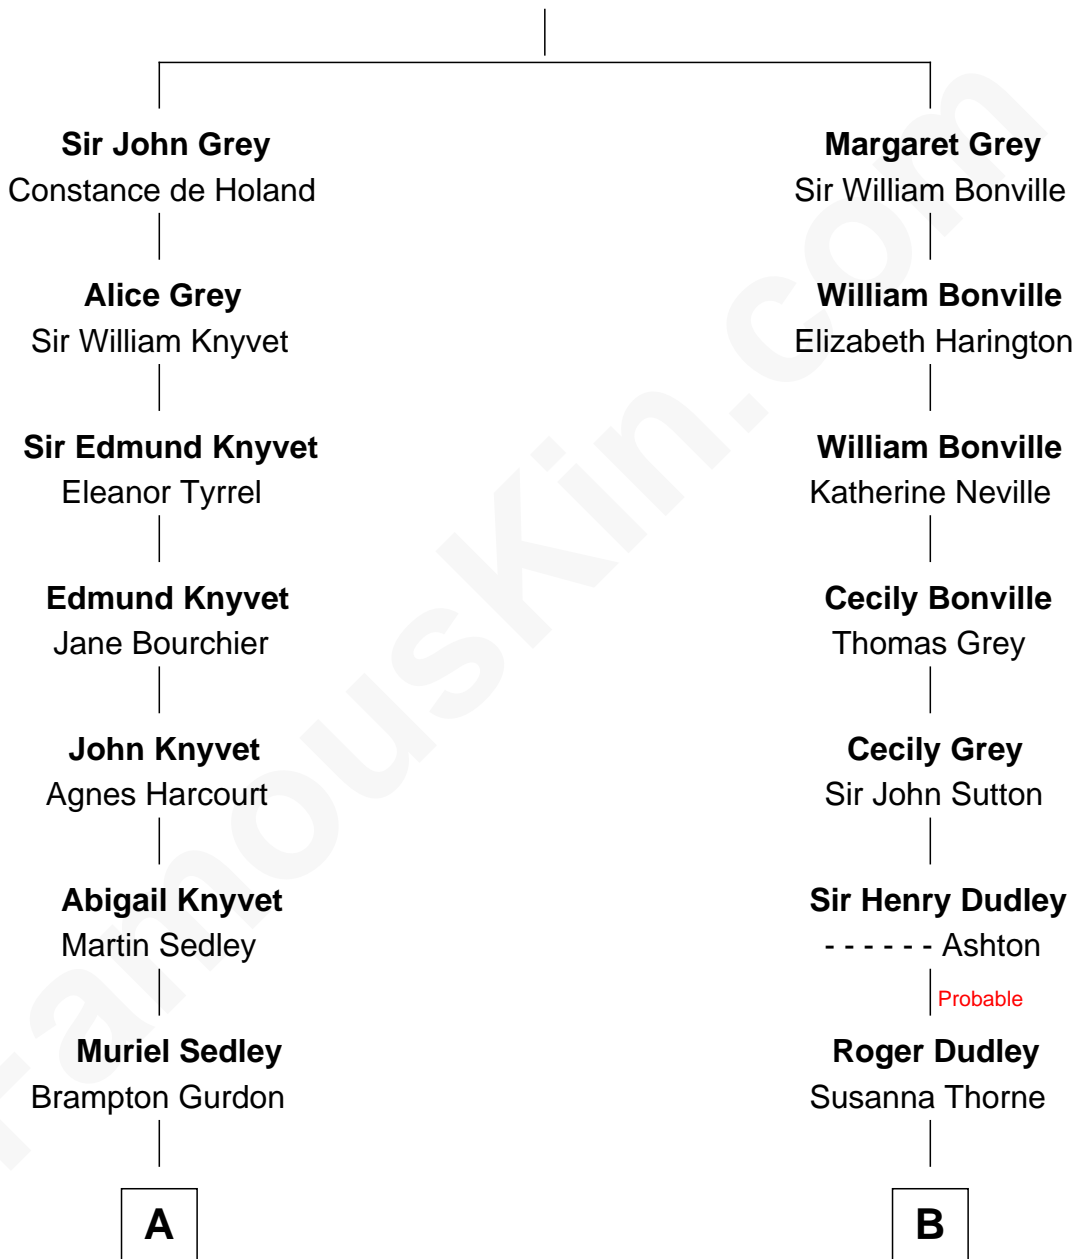 Sir John Grey
Constance de Holand
Alice Grey
Sir William Knyvet
Sir Edmund Knyvet
Eleanor Tyrrel
Edmund Knyvet
Jane Bourchier
John Knyvet
Agnes Harcourt
Abigail Knyvet
Martin Sedley
Muriel Sedley
Brampton Gurdon
A
Margaret Grey
Sir William Bonville
William Bonville
Elizabeth Harington
William Bonville
Katherine Neville
Cecily Bonville
Thomas Grey
Cecily Grey
Sir John Sutton
Sir Henry Dudley
- - - - - - Ashton
Probable
Roger Dudley
Susanna Thorne
B
FamousKin.com